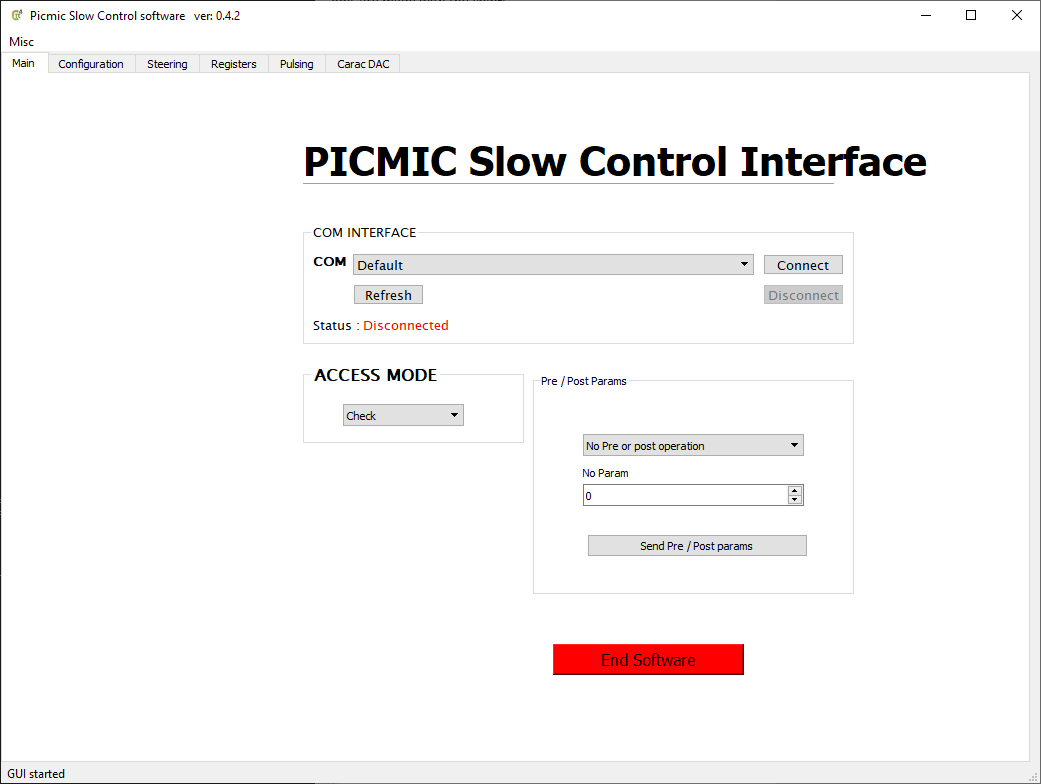 Picmic Slow Control software ver: 0.4.2
Misc
Main Configuration Steering Registers Pulsing Carac DAC
PICMIC Slow Control Interface
COM INTERFACE
COM Default Connect
Refresh Disconnect
Status : Disconnected
ACCESS MODE
Check
Pre / Post Params
No Pre or post operation
No Param
0
Send Pre / Post params
End Software
GUI started